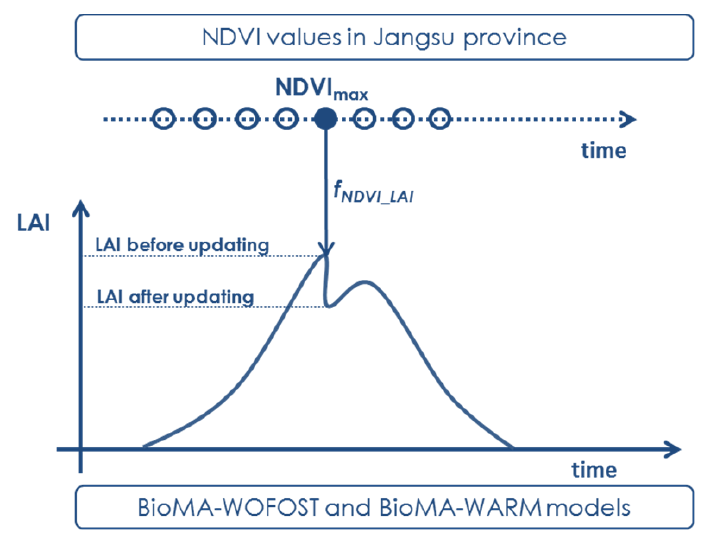 NDVI values in Jangsu province
NDVImax
time
fNDVI_LAI
LAI
LAI before updating
LAI after updating
time
BioMA-WOFOST and BioMA-WARM models